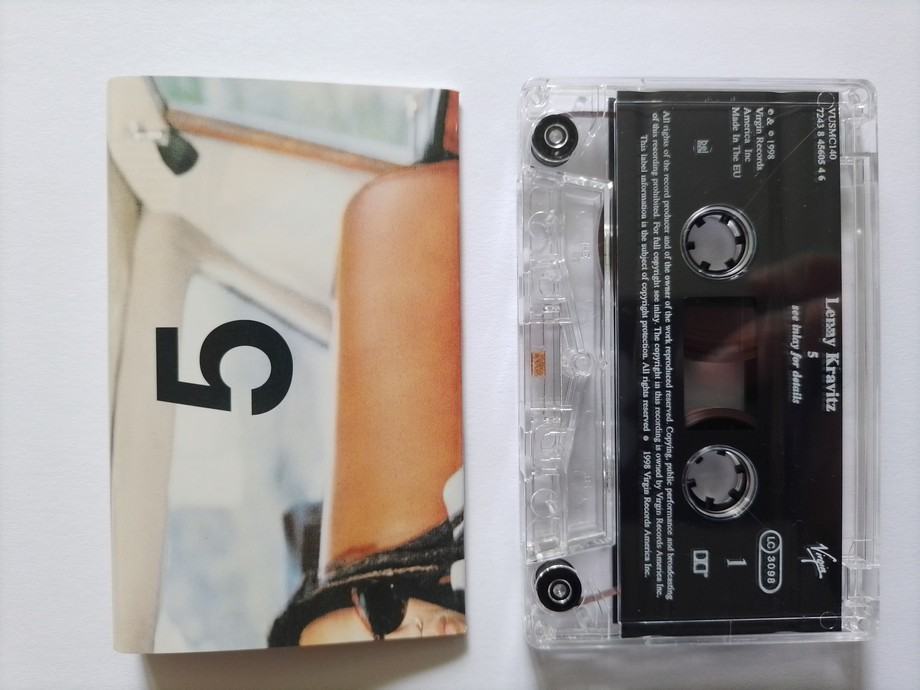 5
VUSMC140
7243 8 45605 4 6
Lenny Kravitz
5
see inlay for details
Virgin
℗ & © 1998
Virgin Records
America Inc
Made In The EU
LC 3098
1
All rights of the record producer and of the owner of the work reproduced reserved. Copying, public performance and broadcasting
of this recording prohibited. For full copyright see inlay. The copyright in this recording is owned by Virgin Records America Inc.
This label information is the subject of copyright protection. All rights reserved ℗ 1998 Virgin Records America Inc.